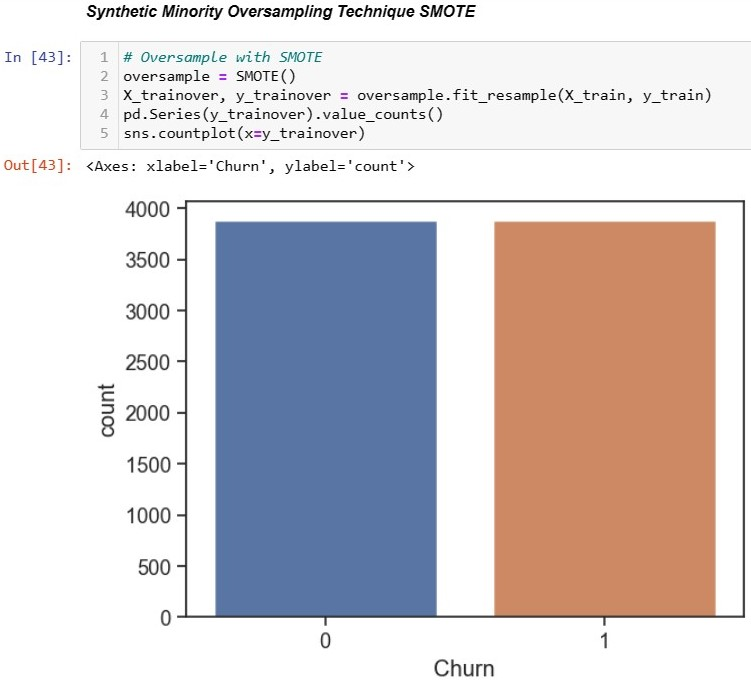 Synthetic Minority Oversampling Technique SMOTE
In [43]:
1 # Oversample with SMOTE
2 oversample = SMOTE()
3 X_trainover, y_trainover = oversample.fit_resample(X_train, y_train)
4 pd.Series(y_trainover).value_counts()
5 sns.countplot(x=y_trainover)
Out[43]: <Axes: xlabel='Churn', ylabel='count'>
4000
3500
3000
2500
2000
1500
1000
500
0
count
0 1
Churn